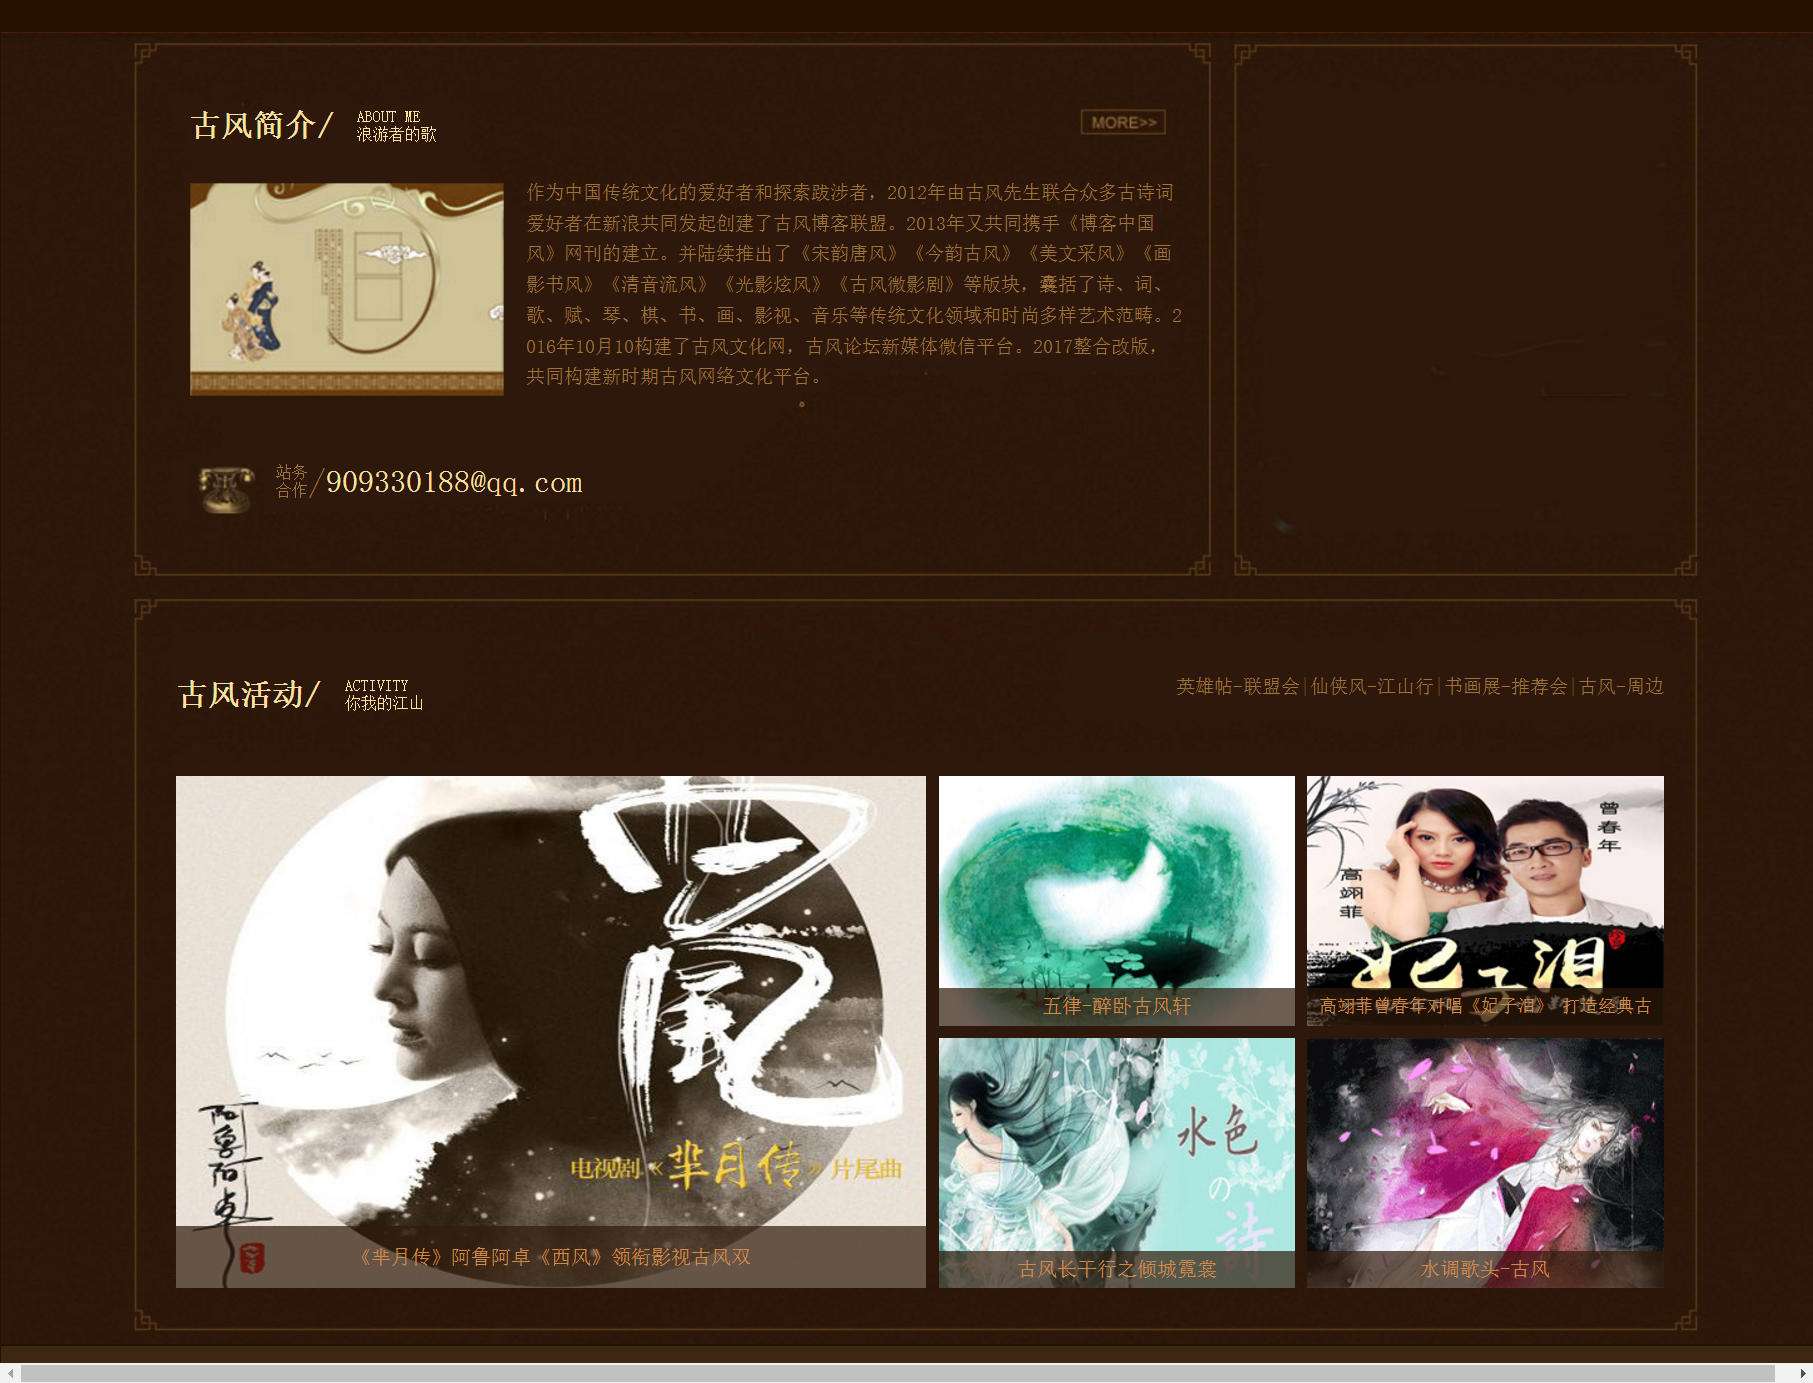 古风简介/
ABOUT ME
浪游者的歌
MORE>>
作为中国传统文化的爱好者和探索跋涉者，2012年由古风先生联合众多古诗词
爱好者在新浪共同发起创建了古风博客联盟。2013年又共同携手《博客中国
风》网刊的建立。并陆续推出了《宋韵唐风》《今韵古风》《美文采风》《画
影书风》《清音流风》《光影炫风》《古风微影剧》等版块，囊括了诗、词、
歌、赋、琴、棋、书、画、影视、音乐等传统文化领域和时尚多样艺术范畴。2
016年10月10构建了古风文化网，古风论坛新媒体微信平台。2017整合改版，
共同构建新时期古风网络文化平台。
。
站务
合作/909330188@qq.com
古风活动/
ACTIVITY
你我的江山
英雄帖-联盟会|仙侠风-江山行|书画展-推荐会|古风-周边
西風
电视剧《芈月传》片尾曲
阿鲁阿卓
《芈月传》阿鲁阿卓《西风》领衔影视古风双
五律-醉卧古风轩
曾春年
高翊菲
妃子泪
高翊菲曾春年对唱《妃子泪》 打造经典古
水色
の
詩
古风长干行之倾城霓裳
水调歌头-古风